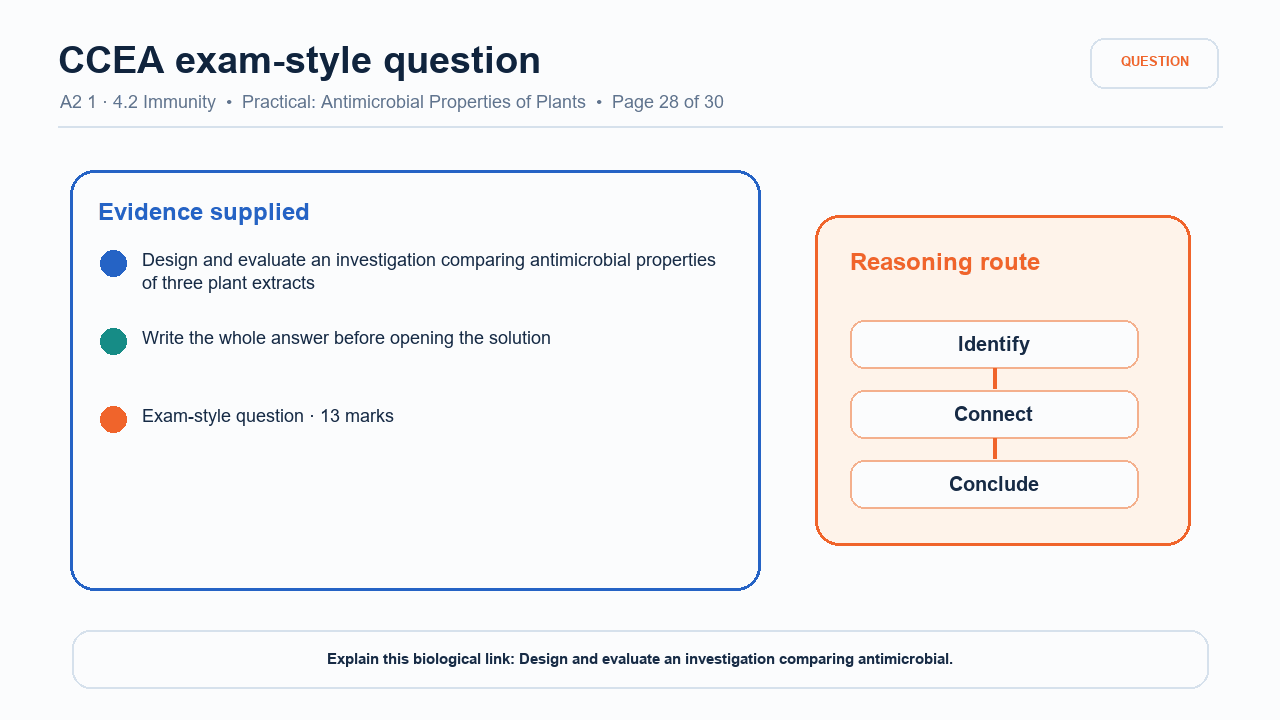 CCEA exam-style question
QUESTION
A2 1 · 4.2 Immunity • Practical: Antimicrobial Properties of Plants • Page 28 of 30
Evidence supplied
Design and evaluate an investigation comparing antimicrobial properties
of three plant extracts
Write the whole answer before opening the solution
Exam-style question · 13 marks
Reasoning route
Identify
Connect
Conclude
Explain this biological link: Design and evaluate an investigation comparing antimicrobial.